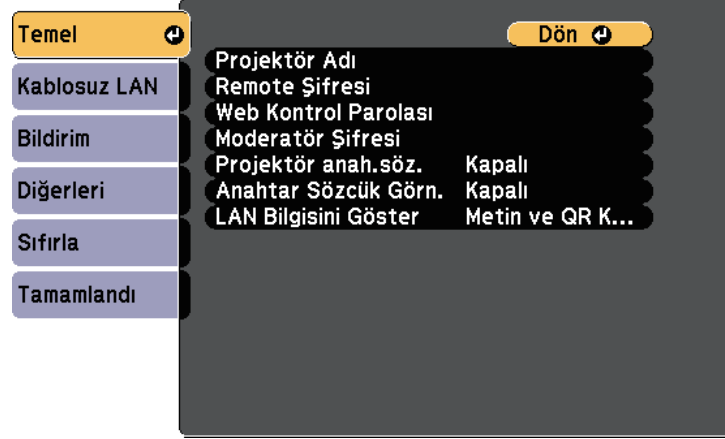 Temel
Kablosuz LAN
Bildirim
Diğerleri
Sıfırla
Tamamlandı
Dön
Projektör Adı
Remote Şifresi
Web Kontrol Parolası
Moderatör Şifresi
Projektör anah.söz. Kapalı
Anahtar Sözcük Görn. Kapalı
LAN Bilgisini Göster Metin ve QR K...